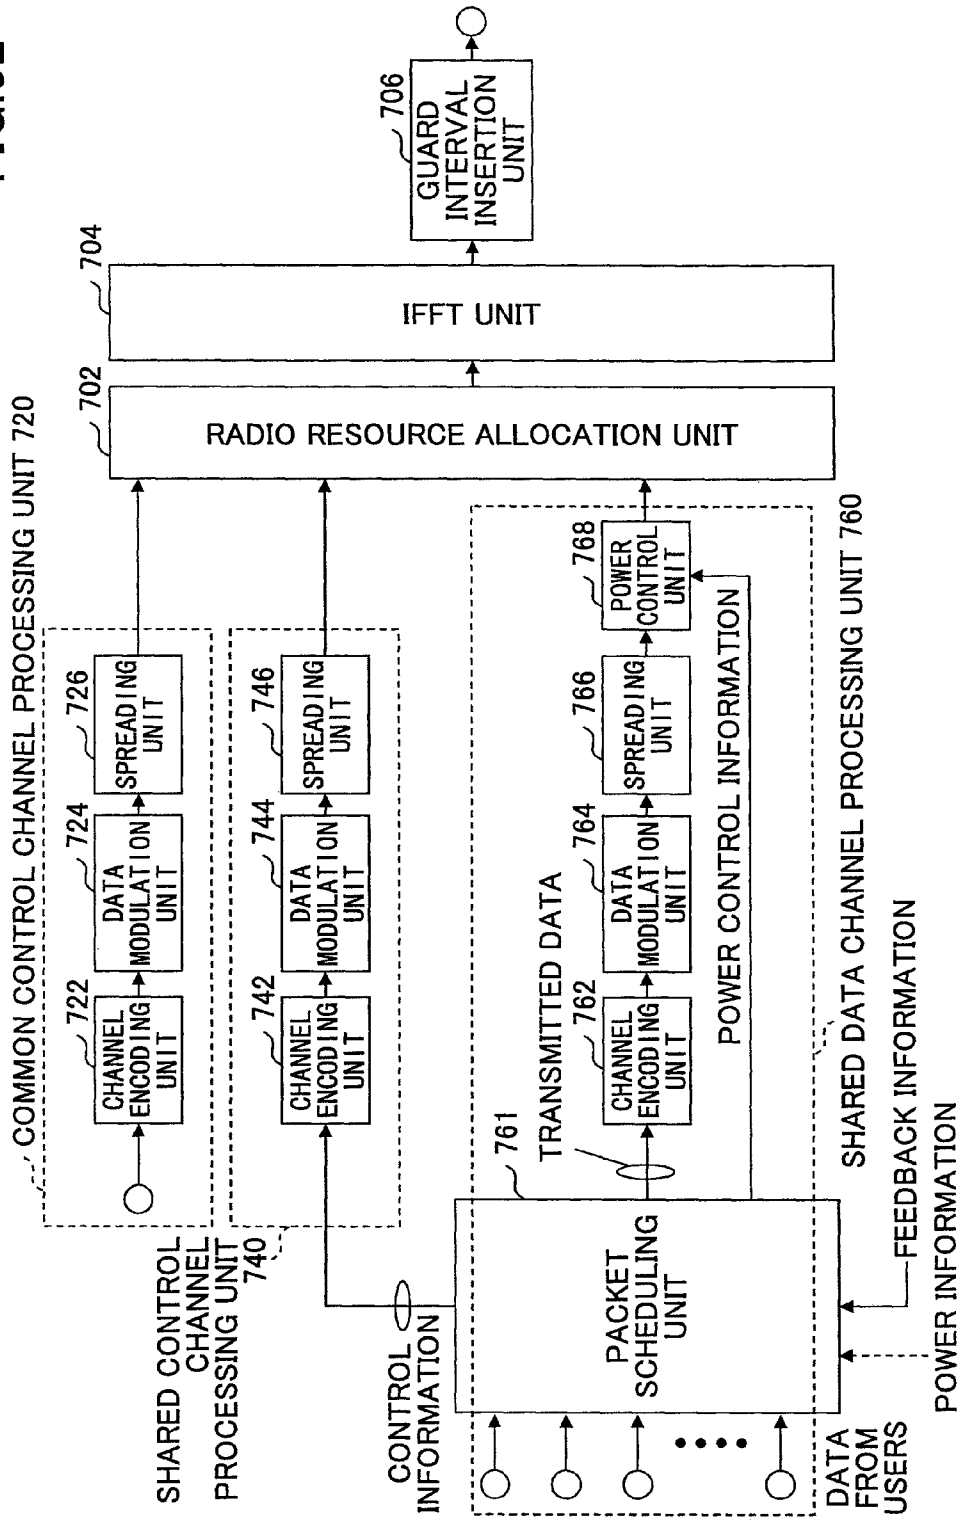 COMMON CONTROL CHANNEL PROCESSING UNIT 720
722
CHANNEL
ENCODING
UNIT
724
DATA
MODULATION
UNIT
726
SPREADING
UNIT
SHARED CONTROL
CHANNEL
PROCESSING UNIT
740
742
CHANNEL
ENCODING
UNIT
744
DATA
MODULATION
UNIT
746
SPREADING
UNIT
CONTROL
INFORMATION
761
PACKET
SCHEDULING
UNIT
TRANSMITTED DATA
762
CHANNEL
ENCODING
UNIT
764
DATA
MODULATION
UNIT
766
SPREADING
UNIT
768
POWER
CONTROL
UNIT
POWER CONTROL INFORMATION
SHARED DATA CHANNEL PROCESSING UNIT 760
DATA
FROM
USERS
FEEDBACK INFORMATION
POWER INFORMATION
702
RADIO RESOURCE ALLOCATION UNIT
704
IFFT UNIT
706
GUARD
INTERVAL
INSERTION
UNIT